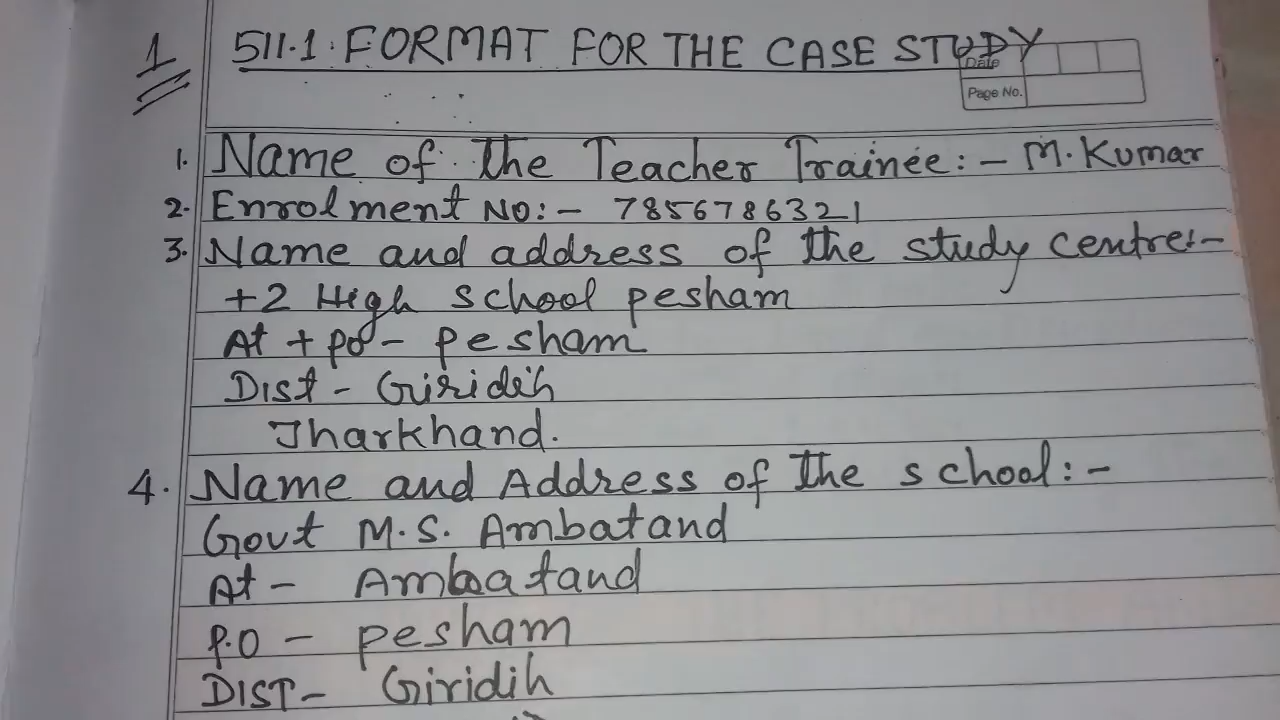 1
511.1: FORMAT FOR THE CASE STUDY
Date
Page No.
1. Name of the Teacher Trainee:- M.Kumar
2. Enrolment No:- 7856786321
3. Name and address of the study centre:-
+2 High school pesham
At + po - pesham
Dist - Giridih
Jharkhand.
4. Name and Address of the school:-
Govt M.S. Ambatand
At - Ambatand
P.O - pesham
DIST- Giridih